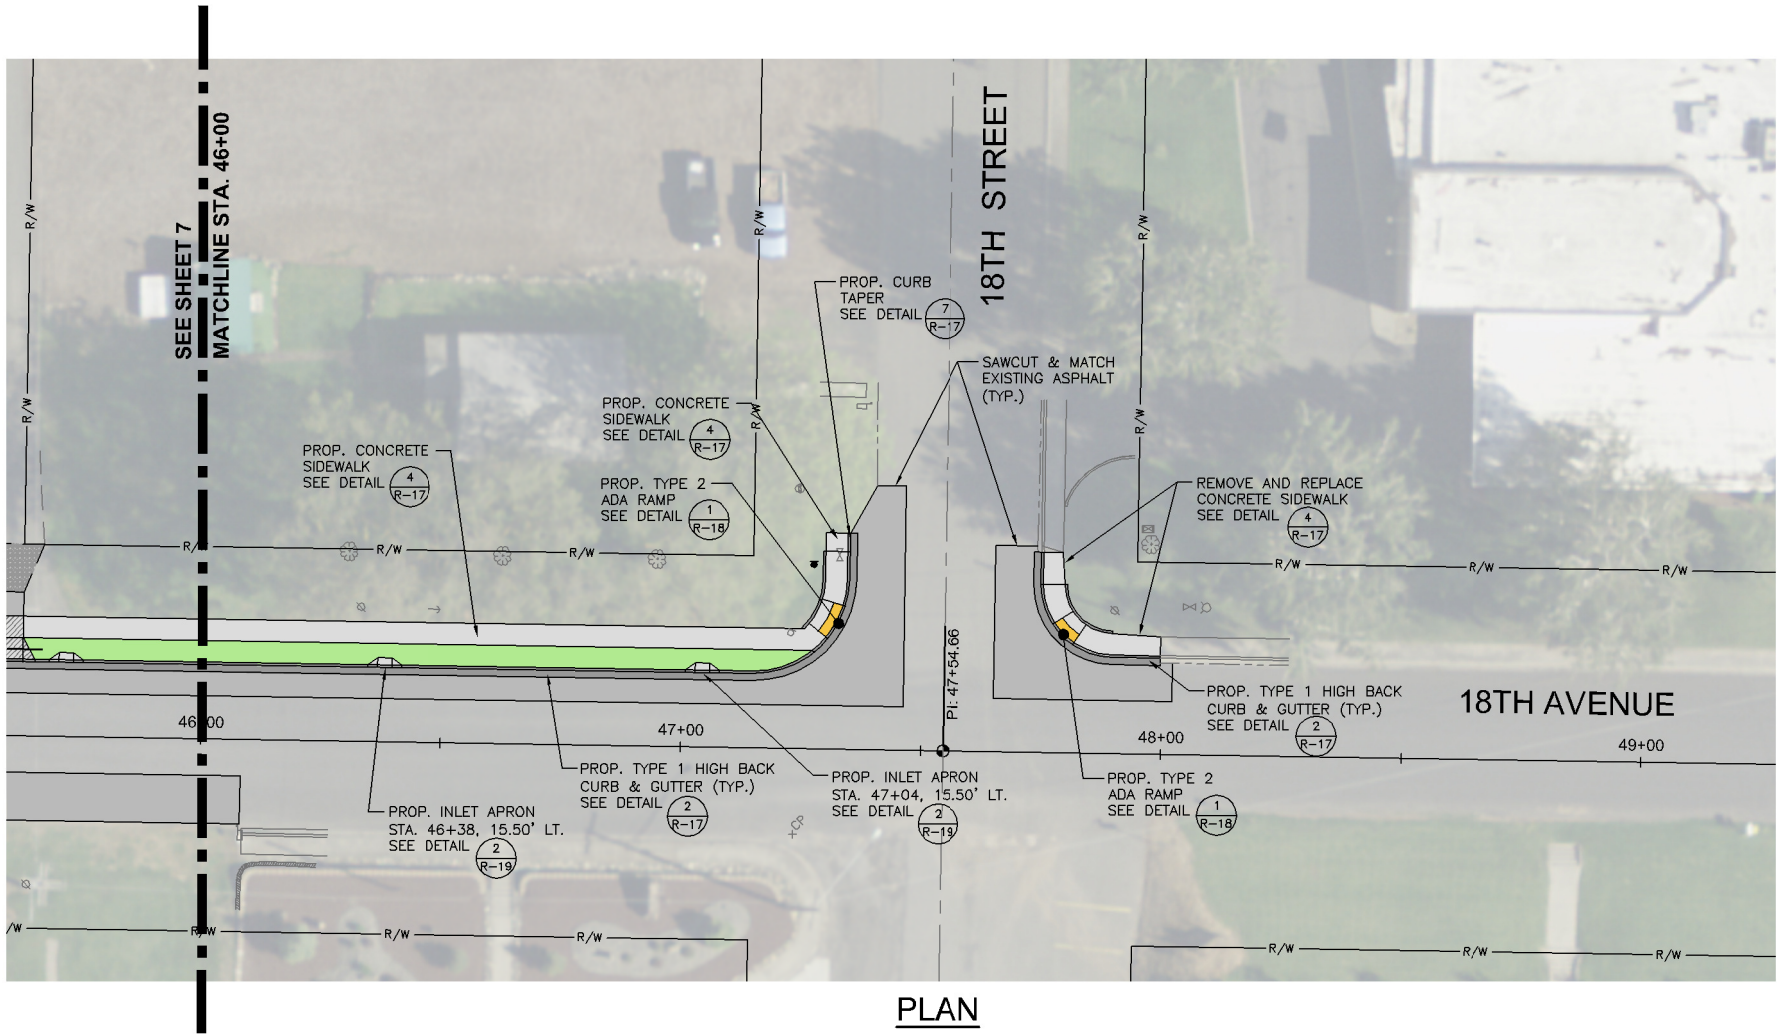 SEE SHEET 7
MATCHLINE STA. 46+00
18TH STREET
R/W
R/W
R/W
R/W
R/W
R/W
PROP. CURB
TAPER
SEE DETAIL
7
R-17
SAWCUT & MATCH
EXISTING ASPHALT
(TYP.)
PROP. CONCRETE
SIDEWALK
SEE DETAIL
4
R-17
PROP. CONCRETE
SIDEWALK
SEE DETAIL
4
R-17
PROP. TYPE 2
ADA RAMP
SEE DETAIL
1
R-18
REMOVE AND REPLACE
CONCRETE SIDEWALK
SEE DETAIL
4
R-17
R/W
R/W
R/W
R/W
R/W
PI: 47+54.66
PROP. TYPE 1 HIGH BACK
CURB & GUTTER (TYP.)
SEE DETAIL
2
R-17
18TH AVENUE
46+00
47+00
48+00
49+00
PROP. INLET APRON
STA. 46+38, 15.50' LT.
SEE DETAIL
2
R-19
PROP. TYPE 1 HIGH BACK
CURB & GUTTER (TYP.)
SEE DETAIL
2
R-17
PROP. INLET APRON
STA. 47+04, 15.50' LT.
SEE DETAIL
2
R-19
PROP. TYPE 2
ADA RAMP
SEE DETAIL
1
R-18
CP
/W
R/W
R/W
R/W
R/W
R/W
R/W
PLAN